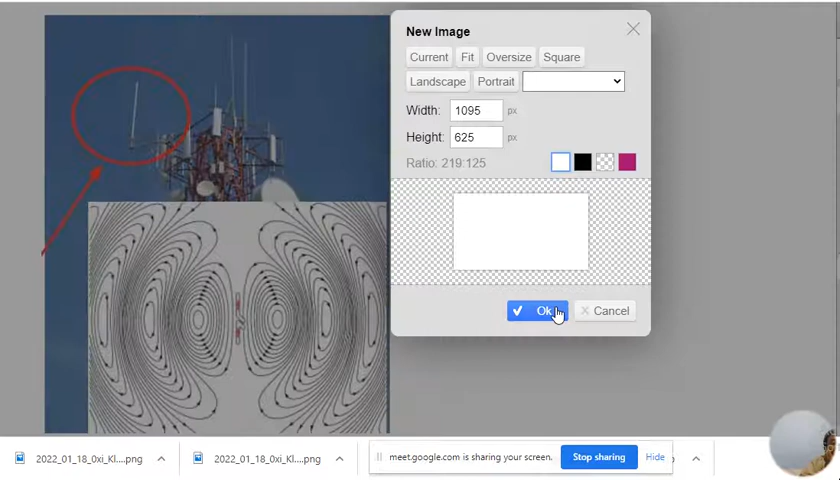 New Image
Current Fit Oversize Square
Landscape Portrait
Width: 1095 px
Height: 625 px
Ratio: 219:125
Ok Cancel
2022_01_18_0xi_Kl....png 2022_01_18_0xi_Kl....png meet.google.com is sharing your screen. Stop sharing Hide